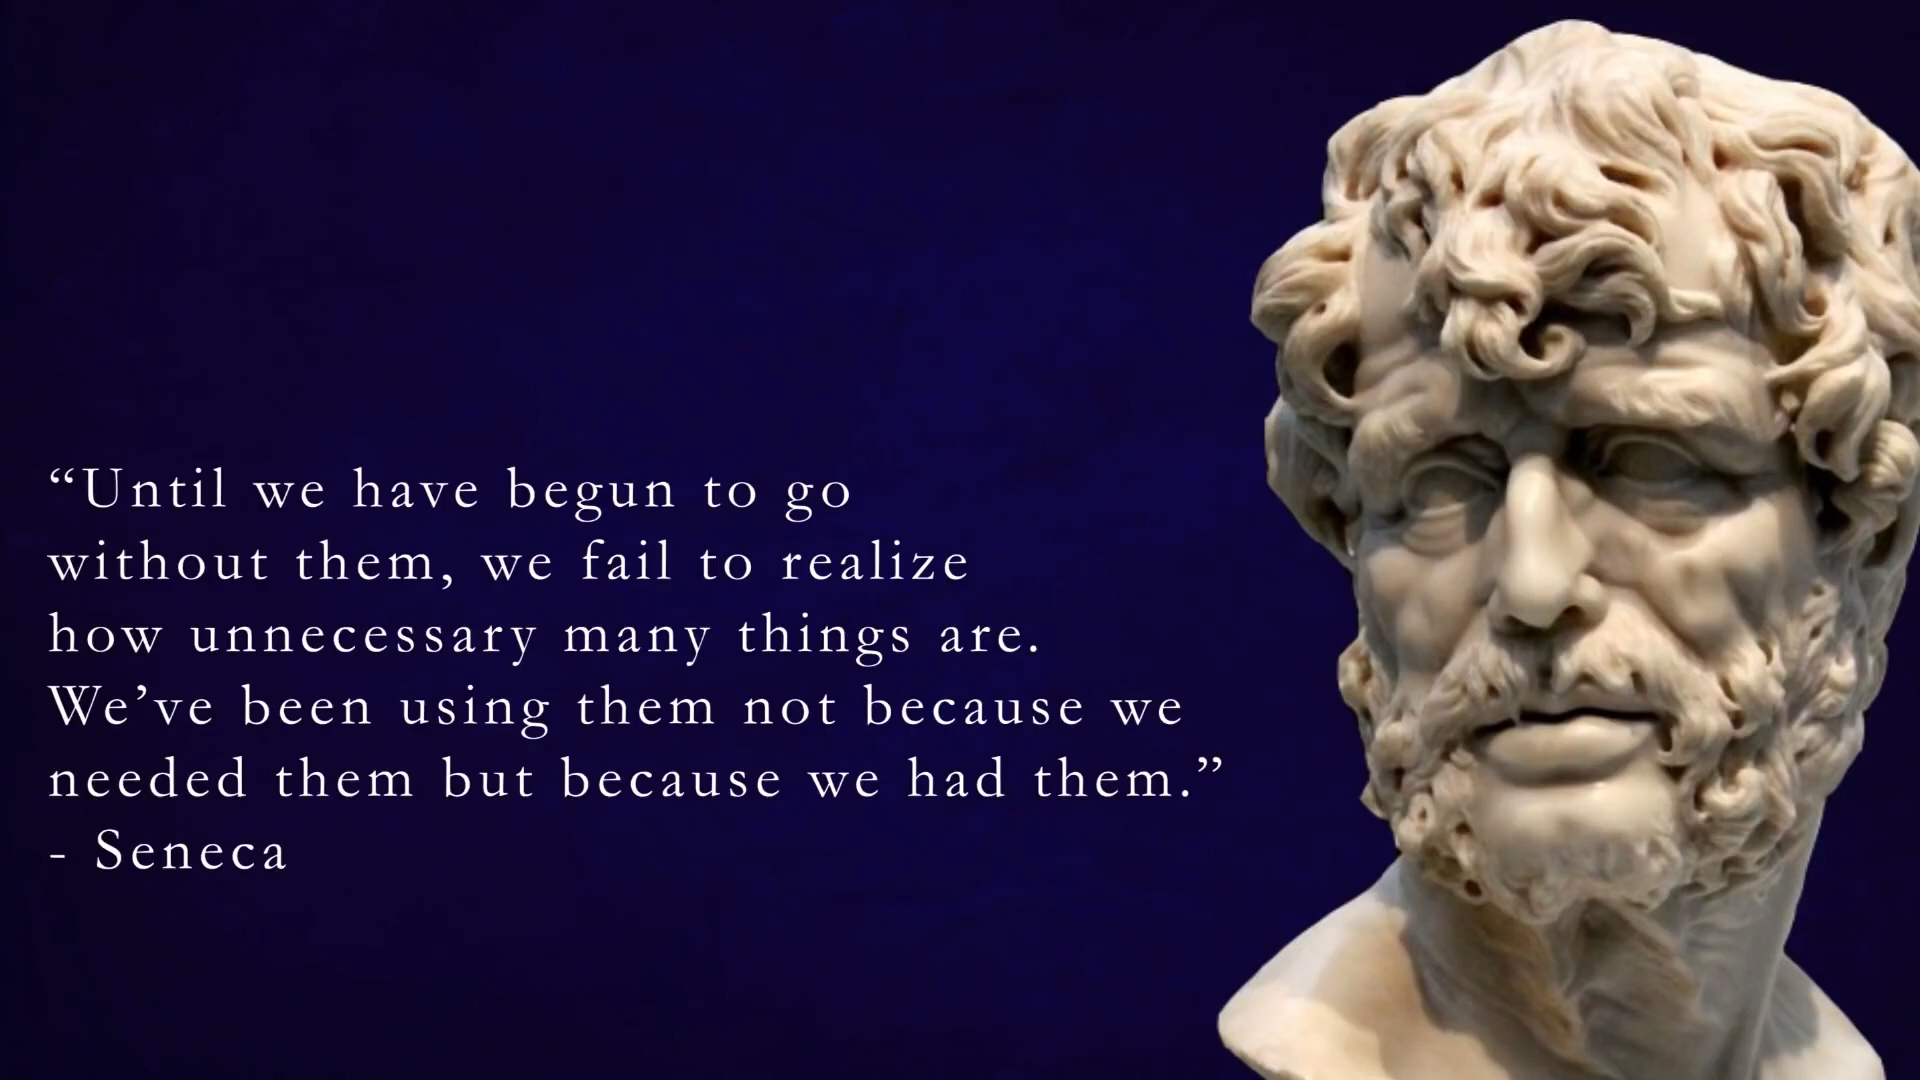 “Until we have begun to go
without them, we fail to realize
how unnecessary many things are.
We’ve been using them not because we
needed them but because we had them.”
- Seneca